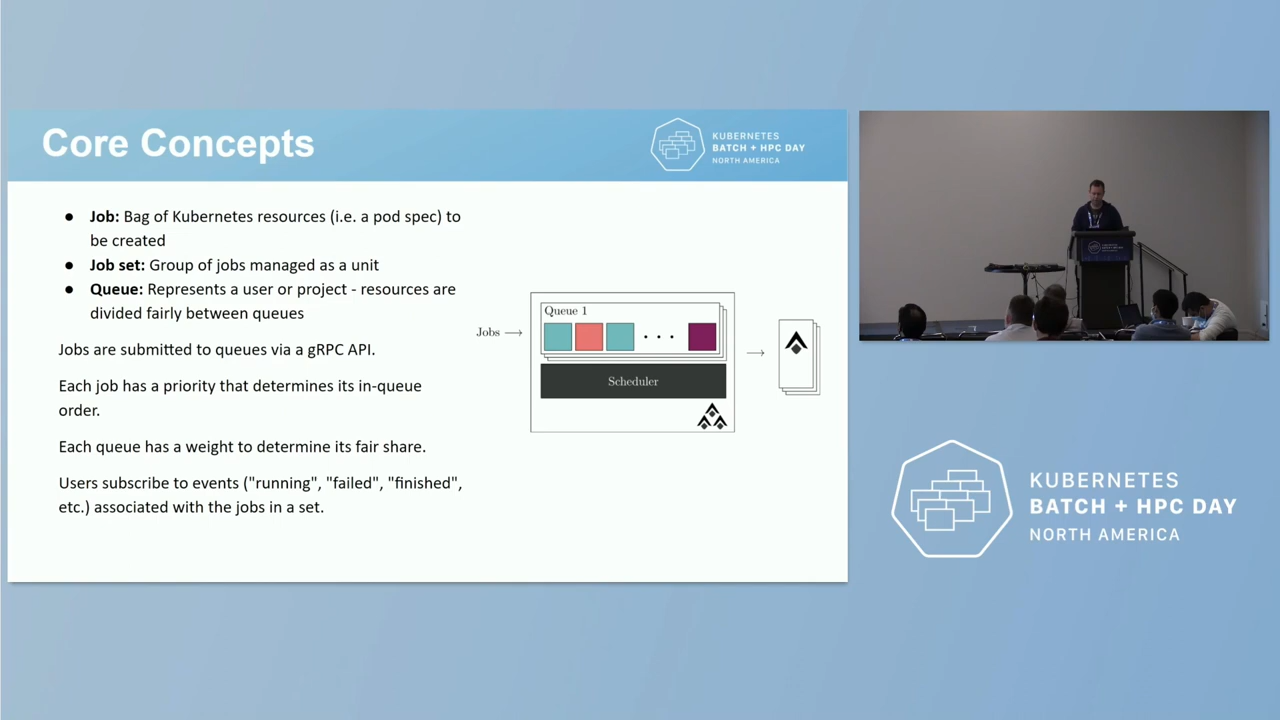 Core Concepts
KUBERNETES
BATCH + HPC DAY
NORTH AMERICA
● Job: Bag of Kubernetes resources (i.e. a pod spec) to
be created
● Job set: Group of jobs managed as a unit
● Queue: Represents a user or project - resources are
divided fairly between queues
Jobs are submitted to queues via a gRPC API.
Each job has a priority that determines its in-queue
order.
Each queue has a weight to determine its fair share.
Users subscribe to events ("running", "failed", "finished",
etc.) associated with the jobs in a set.
Jobs →
Queue 1
. . .
Scheduler
→
KUBERNETES
BATCH + HPC DAY
NORTH AMERICA